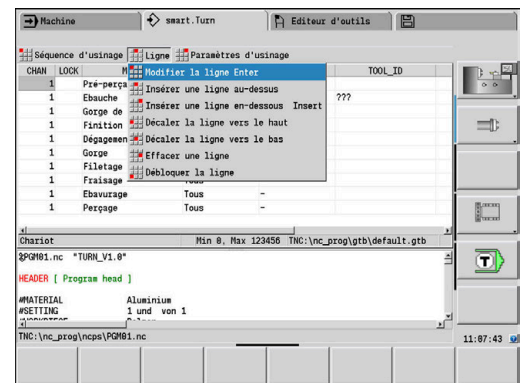 Machine smart.Turn Editeur d'outils
Séquence d'usinage Ligne Paramètres d'usinage
CHAN LOCK TOOL_ID
Modifier la ligne Enter
Insérer une ligne au-dessus
Insérer une ligne en-dessous Insert
Décaler la ligne vers le haut
Décaler la ligne vers le bas
Effacer une ligne
Débloquer la ligne
1 Pré-perça
1 Ebauche ???
1 Gorge de
1 Finition
1 Dégagemen
1 Gorge
1 Filetage
1 Fraisage Tous
1 Ebavurage Tous -
1 Perçage Tous -
Chariot Min 0, Max 123456 TNC:\nc_prog\gtb\default.gtb
%PGM01.nc "TURN_V1.0"
HEADER [ Program head ]
#MATERIAL Aluminium
#SETTING 1 und von 1
TNC:\nc_prog\ncps\PGM01.nc
T
11:07:43